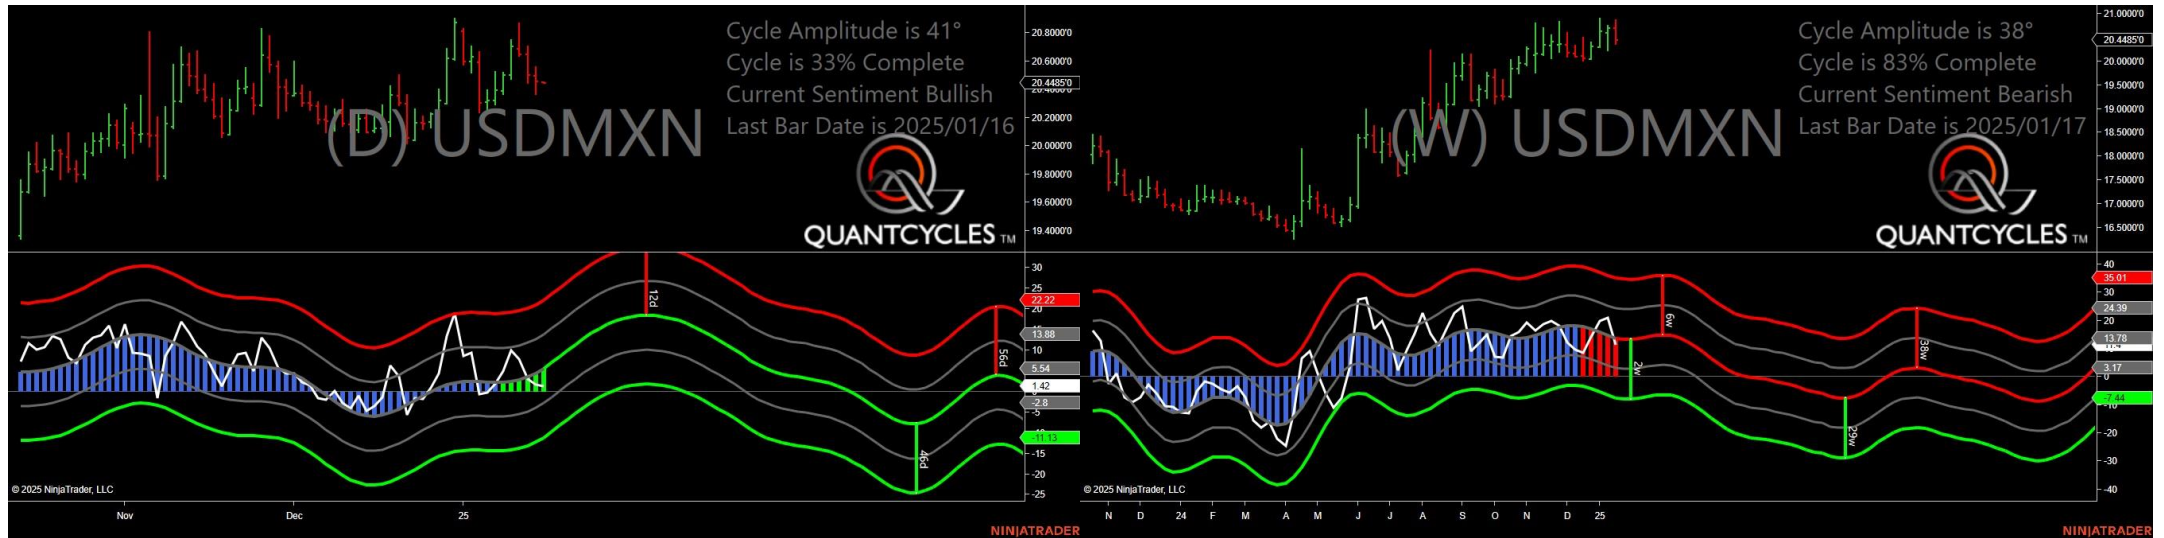 Cycle Amplitude is 41°
Cycle is 33% Complete
Current Sentiment Bullish
Last Bar Date is 2025/01/16
(D) USDMXN
QUANTCYCLES TM
20.8000'0
20.6000'0
20.4485'0
20.2000'0
20.0000'0
19.8000'0
19.6000'0
19.4000'0
30
25
22.22
20
13.88
10
5.54
1.42
-2.8
-5
-11.13
-15
-20
-25
12d
56d
46d
© 2025 NinjaTrader, LLC
Nov Dec 25
NINJATRADER
Cycle Amplitude is 38°
Cycle is 83% Complete
Current Sentiment Bearish
Last Bar Date is 2025/01/17
(W) USDMXN
QUANTCYCLES TM
21.0000'0
20.4485'0
20.0000'0
19.5000'0
19.0000'0
18.5000'0
18.0000'0
17.5000'0
17.0000'0
16.5000'0
40
35.01
30
24.39
20
13.78
3.17
0
-7.44
-20
-30
-40
6w
2w
38w
29w
© 2025 NinjaTrader, LLC
N D 24 F M A M J J A S O N D 25
NINJATRADER